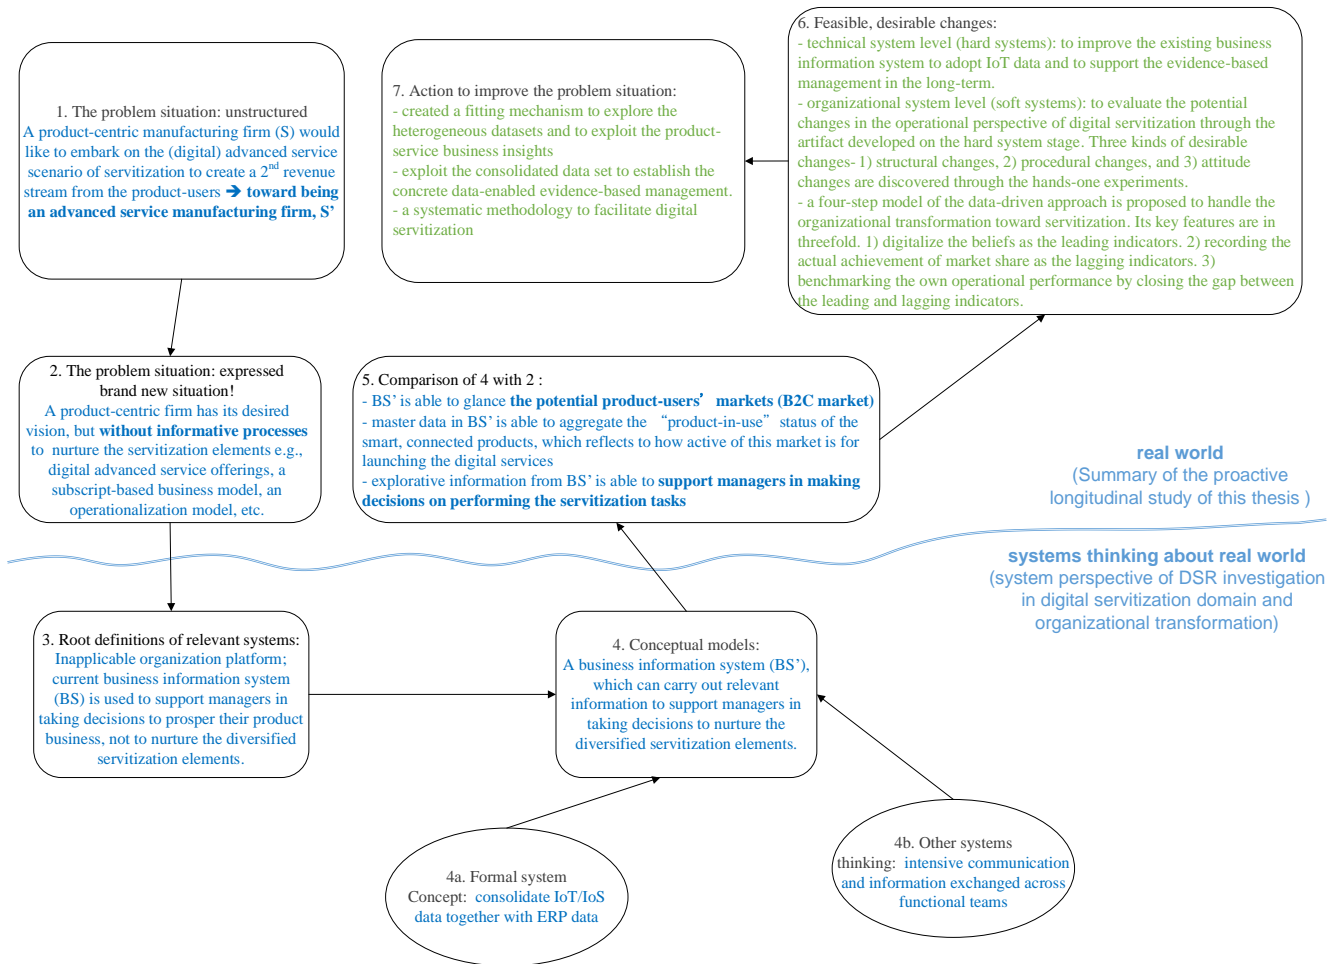 1. The problem situation: unstructured
A product-centric manufacturing firm (S) would
like to embark on the (digital) advanced service
scenario of servitization to create a 2nd revenue
stream from the product-users ➔ toward being
an advanced service manufacturing firm, S’
7. Action to improve the problem situation:
- created a fitting mechanism to explore the
heterogeneous datasets and to exploit the product-
service business insights
- exploit the consolidated data set to establish the
concrete data-enabled evidence-based management.
- a systematic methodology to facilitate digital
servitization
6. Feasible, desirable changes:
- technical system level (hard systems): to improve the existing business
information system to adopt IoT data and to support the evidence-based
management in the long-term.
- organizational system level (soft systems): to evaluate the potential
changes in the operational perspective of digital servitization through the
artifact developed on the hard system stage. Three kinds of desirable
changes- 1) structural changes, 2) procedural changes, and 3) attitude
changes are discovered through the hands-one experiments.
- a four-step model of the data-driven approach is proposed to handle the
organizational transformation toward servitization. Its key features are in
threefold. 1) digitalize the beliefs as the leading indicators. 2) recording the
actual achievement of market share as the lagging indicators. 3)
benchmarking the own operational performance by closing the gap between
the leading and lagging indicators.
2. The problem situation: expressed
brand new situation!
A product-centric firm has its desired
vision, but without informative processes
to nurture the servitization elements e.g.,
digital advanced service offerings, a
subscript-based business model, an
operationalization model, etc.
5. Comparison of 4 with 2 :
- BS’ is able to glance the potential product-users’ markets (B2C market)
- master data in BS’ is able to aggregate the “product-in-use” status of the
smart, connected products, which reflects to how active of this market is for
launching the digital services
- explorative information from BS’ is able to support managers in making
decisions on performing the servitization tasks
real world
(Summary of the proactive
longitudinal study of this thesis )
systems thinking about real world
(system perspective of DSR investigation
in digital servitization domain and
organizational transformation)
3. Root definitions of relevant systems:
Inapplicable organization platform;
current business information system
(BS) is used to support managers in
taking decisions to prosper their product
business, not to nurture the diversified
servitization elements.
4. Conceptual models:
A business information system (BS’),
which can carry out relevant
information to support managers in
taking decisions to nurture the
diversified servitization elements.
4a. Formal system
Concept: consolidate IoT/IoS
data together with ERP data
4b. Other systems
thinking: intensive communication
and information exchanged across
functional teams